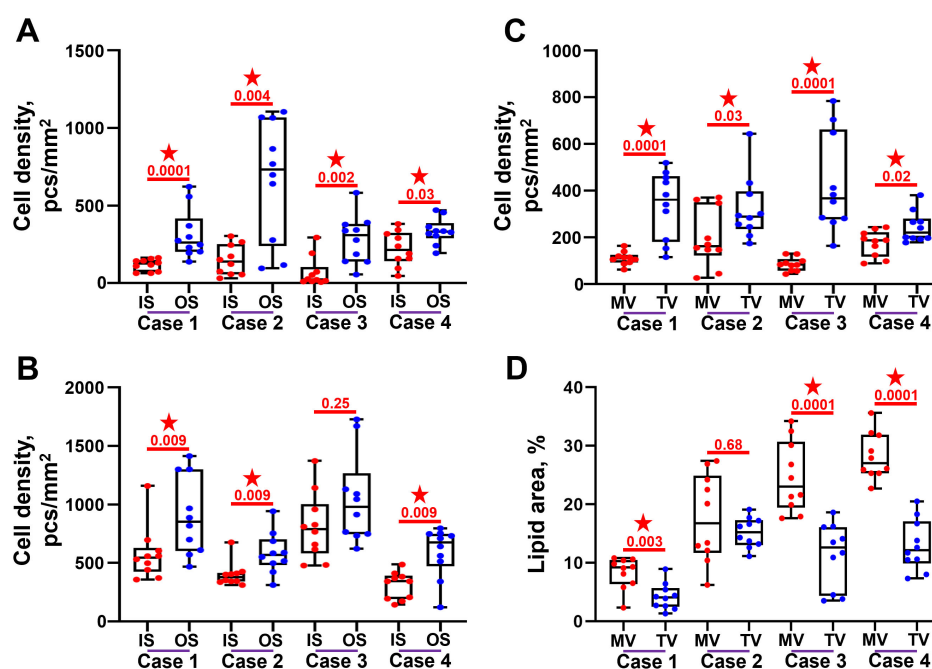 A
Cell density,
pcs/mm²
1500
1000
500
0
0.0001
0.004
0.002
0.03
IS OS IS OS IS OS IS OS
Case 1 Case 2 Case 3 Case 4
C
Cell density,
pcs/mm²
1000
800
600
400
200
0
0.0001
0.03
0.0001
0.02
MV TV MV TV MV TV MV TV
Case 1 Case 2 Case 3 Case 4
B
Cell density,
pcs/mm²
2000
1500
1000
500
0
0.009
0.009
0.25
0.009
IS OS IS OS IS OS IS OS
Case 1 Case 2 Case 3 Case 4
D
Lipid area, %
40
30
20
10
0
0.003
0.68
0.0001
0.0001
MV TV MV TV MV TV MV TV
Case 1 Case 2 Case 3 Case 4